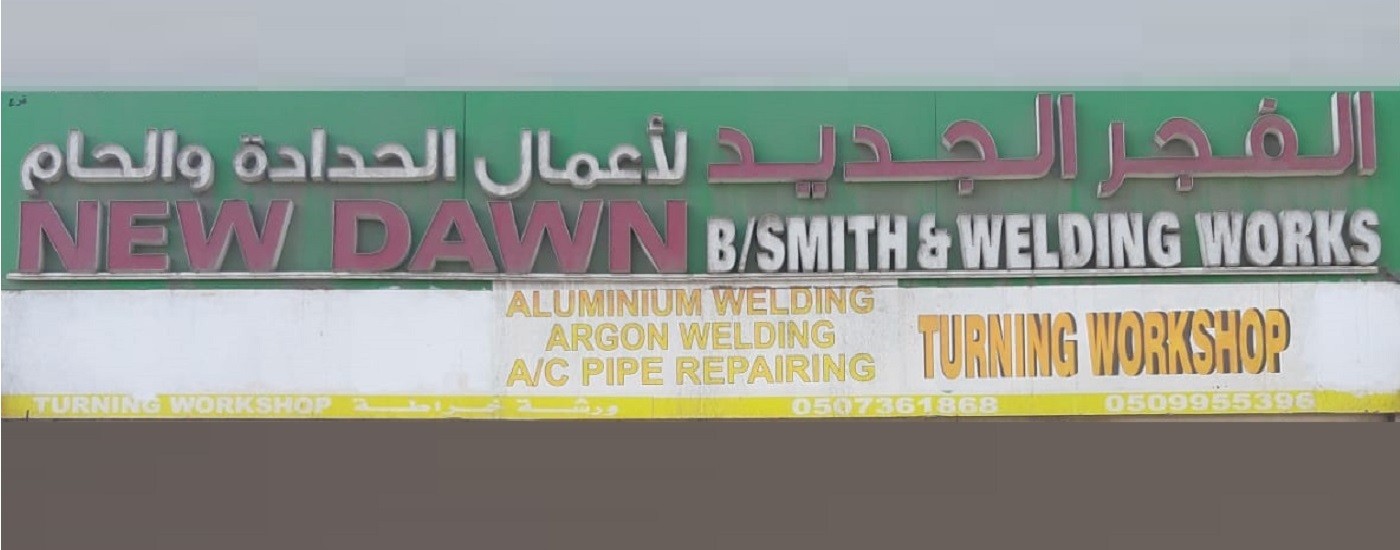 فرع
الفجر الجديد لأعمال الحدادة والحام
NEW DAWN B/SMITH & WELDING WORKS
ALUMINIUM WELDING
ARGON WELDING
A/C PIPE REPAIRING
TURNING WORKSHOP
TURNING WORKSHOP ورشة خراطة 0507361868 0509955396